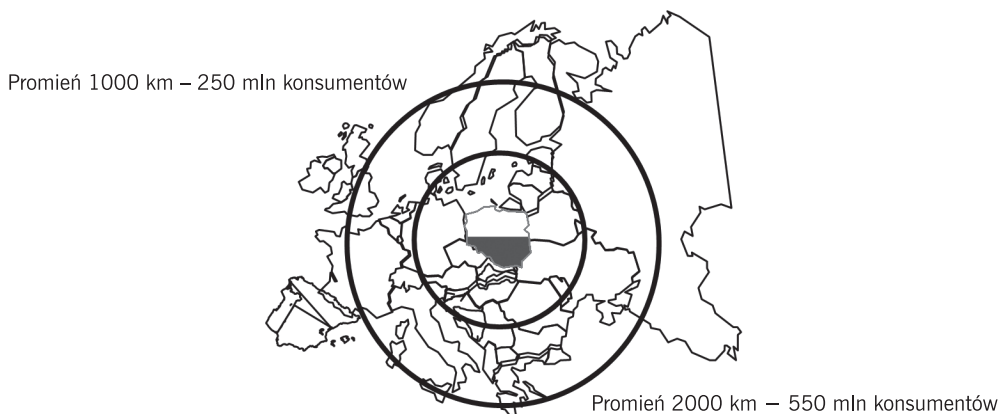 Promień 1000 km – 250 mln konsumentów
Promień 2000 km – 550 mln konsumentów